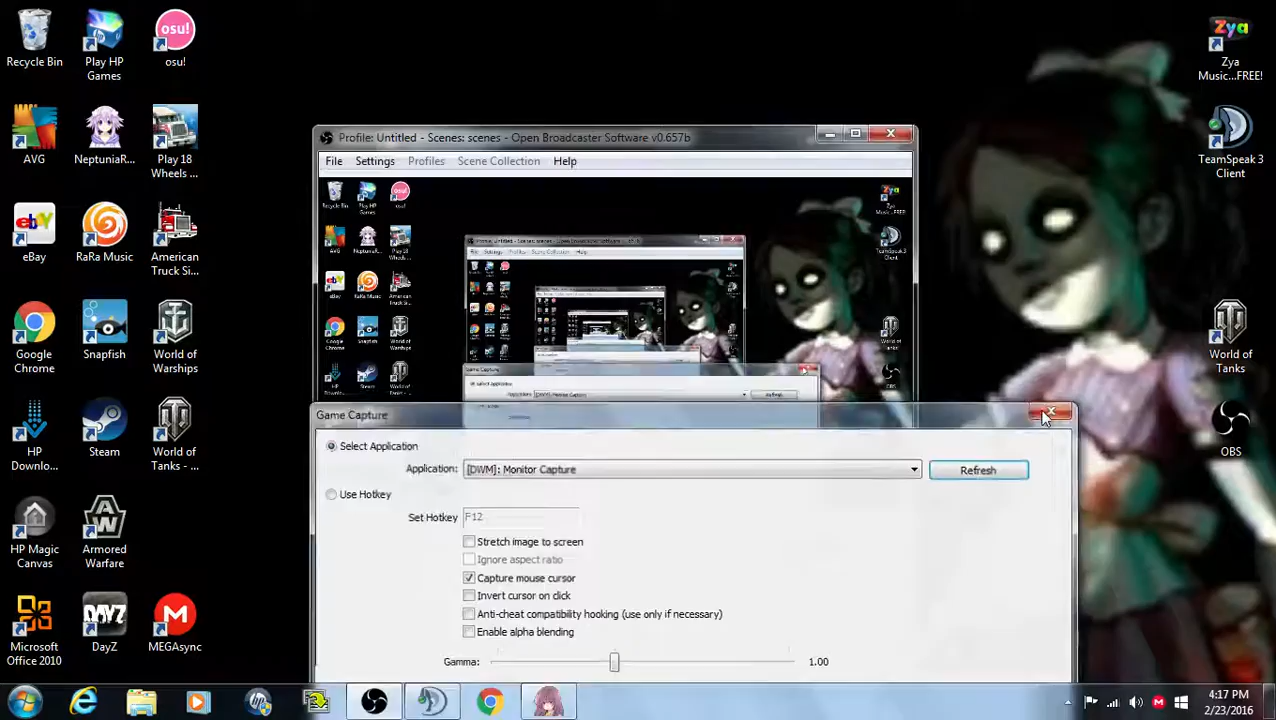 Recycle Bin
Play HP
Games
osu!
osu!
Zya
Zya
Music...FREE!
AVG
NeptuniaR...
Play 18
Wheels ...
TeamSpeak 3
Client
eBay
ebY
RaRa Music
American
Truck Si...
Google
Chrome
Snapfish
World of
Warships
World of
Tanks
HP
Downlo...
Steam
World of
Tanks - ...
OBS
HP Magic
Canvas
Armored
Warfare
Microsoft
Office 2010
DAYZ
DayZ
MEGAsync
Profile: Untitled - Scenes: scenes - Open Broadcaster Software v0.657b
File Settings Profiles Scene Collection Help
Game Capture
Select Application
Application: [DWM]: Monitor Capture Refresh
Use Hotkey
Set Hotkey F12
Stretch image to screen
Ignore aspect ratio
Capture mouse cursor
Invert cursor on click
Anti-cheat compatibility hooking (use only if necessary)
Enable alpha blending
Gamma: 1.00
4:17 PM
2/23/2016